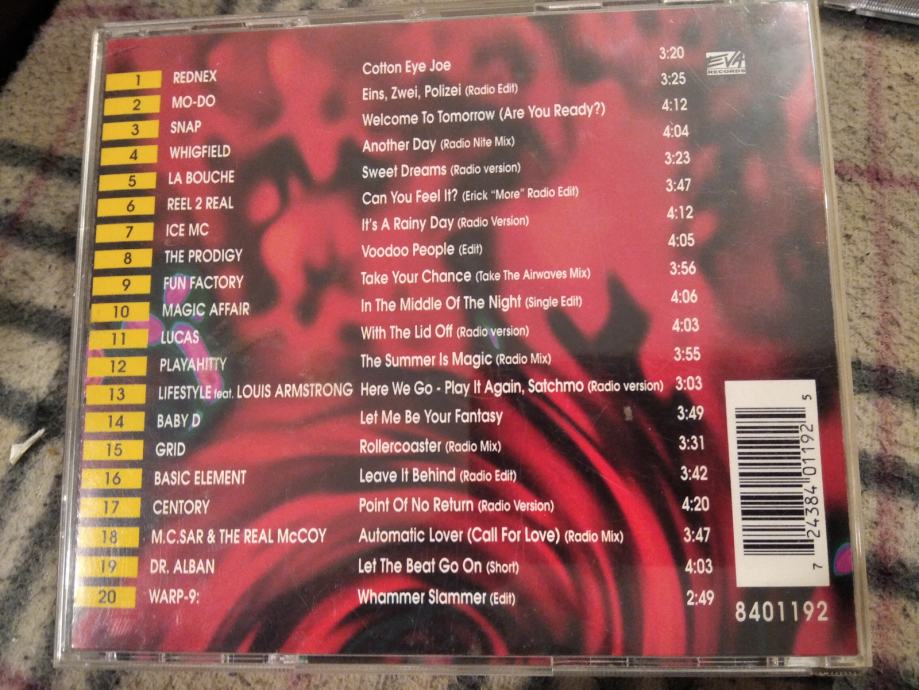 1 REDNEX Cotton Eye Joe 3:20
EVA RECORDS
2 MO-DO Eins, Zwei, Polizei (Radio Edit) 3:25
3 SNAP Welcome To Tomorrow (Are You Ready?) 4:12
4 WHIGFIELD Another Day (Radio Nite Mix) 4:04
5 LA BOUCHE Sweet Dreams (Radio version) 3:23
6 REEL 2 REAL Can You Feel It? (Erick "More" Radio Edit) 3:47
7 ICE MC It's A Rainy Day (Radio Version) 4:12
8 THE PRODIGY Voodoo People (Edit) 4:05
9 FUN FACTORY Take Your Chance (Take The Airwaves Mix) 3:56
10 MAGIC AFFAIR In The Middle Of The Night (Single Edit) 4:06
11 LUCAS With The Lid Off (Radio version) 4:03
12 PLAYAHITTY The Summer Is Magic (Radio Mix) 3:55
13 LIFESTYLE feat. LOUIS ARMSTRONG Here We Go - Play It Again, Satchmo (Radio version) 3:03
14 BABY D Let Me Be Your Fantasy 3:49
15 GRID Rollercoaster (Radio Mix) 3:31
16 BASIC ELEMENT Leave It Behind (Radio Edit) 3:42
17 CENTORY Point Of No Return (Radio Version) 4:20
18 M.C.SAR & THE REAL McCOY Automatic Lover (Call For Love) (Radio Mix) 3:47
19 DR. ALBAN Let The Beat Go On (Short) 4:03
20 WARP-9: Whammer Slammer (Edit) 2:49
7 24384 01192 5
8401192